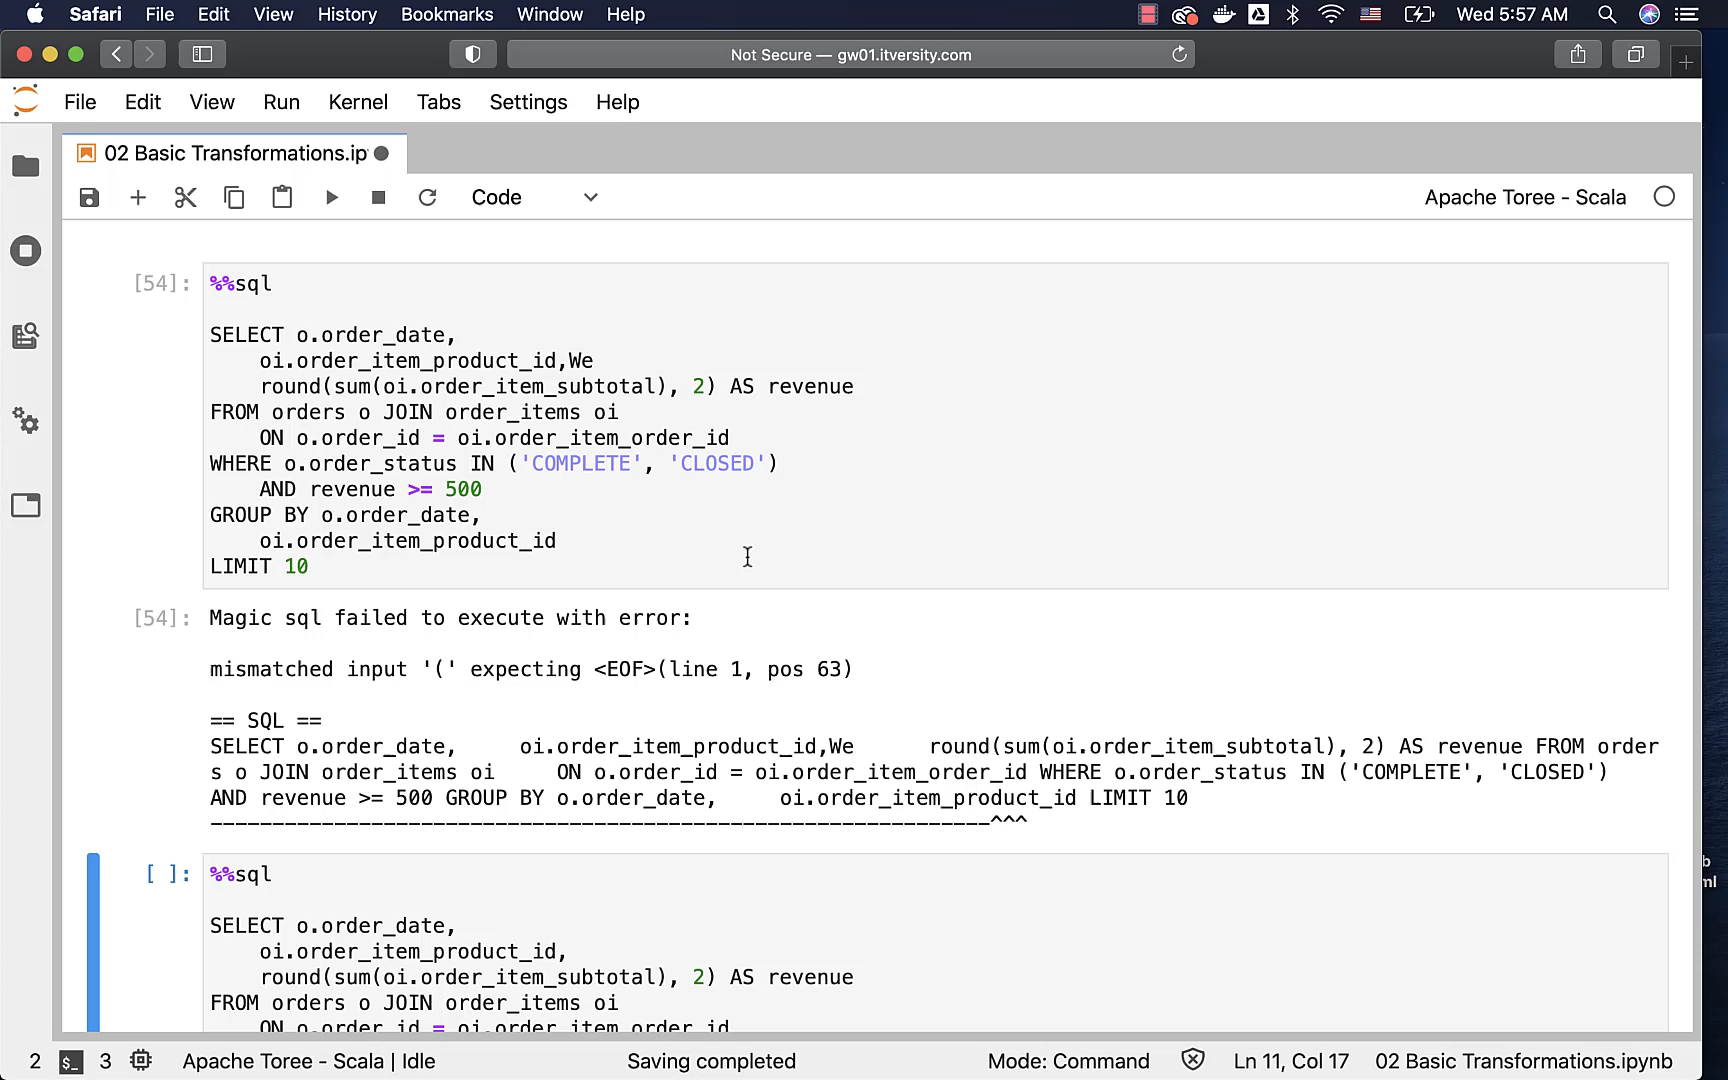 Safari File Edit View History Bookmarks Window Help Wed 5:57 AM
Not Secure — gw01.itversity.com
File Edit View Run Kernel Tabs Settings Help
02 Basic Transformations.ip
Code Apache Toree - Scala
[54]: %%sql
SELECT o.order_date,
oi.order_item_product_id,We
round(sum(oi.order_item_subtotal), 2) AS revenue
FROM orders o JOIN order_items oi
ON o.order_id = oi.order_item_order_id
WHERE o.order_status IN ('COMPLETE', 'CLOSED')
AND revenue >= 500
GROUP BY o.order_date,
oi.order_item_product_id
LIMIT 10
[54]: Magic sql failed to execute with error:
mismatched input '(' expecting <EOF>(line 1, pos 63)
== SQL ==
SELECT o.order_date, oi.order_item_product_id,We round(sum(oi.order_item_subtotal), 2) AS revenue FROM order
s o JOIN order_items oi ON o.order_id = oi.order_item_order_id WHERE o.order_status IN ('COMPLETE', 'CLOSED')
AND revenue >= 500 GROUP BY o.order_date, oi.order_item_product_id LIMIT 10
---------------------------------------------------------------^^^
[ ]: %%sql
SELECT o.order_date,
oi.order_item_product_id,
round(sum(oi.order_item_subtotal), 2) AS revenue
FROM orders o JOIN order_items oi
ON o.order_id = oi.order_item_order_id
b
ml
2 $_ 3 Apache Toree - Scala | Idle Saving completed Mode: Command Ln 11, Col 17 02 Basic Transformations.ipynb